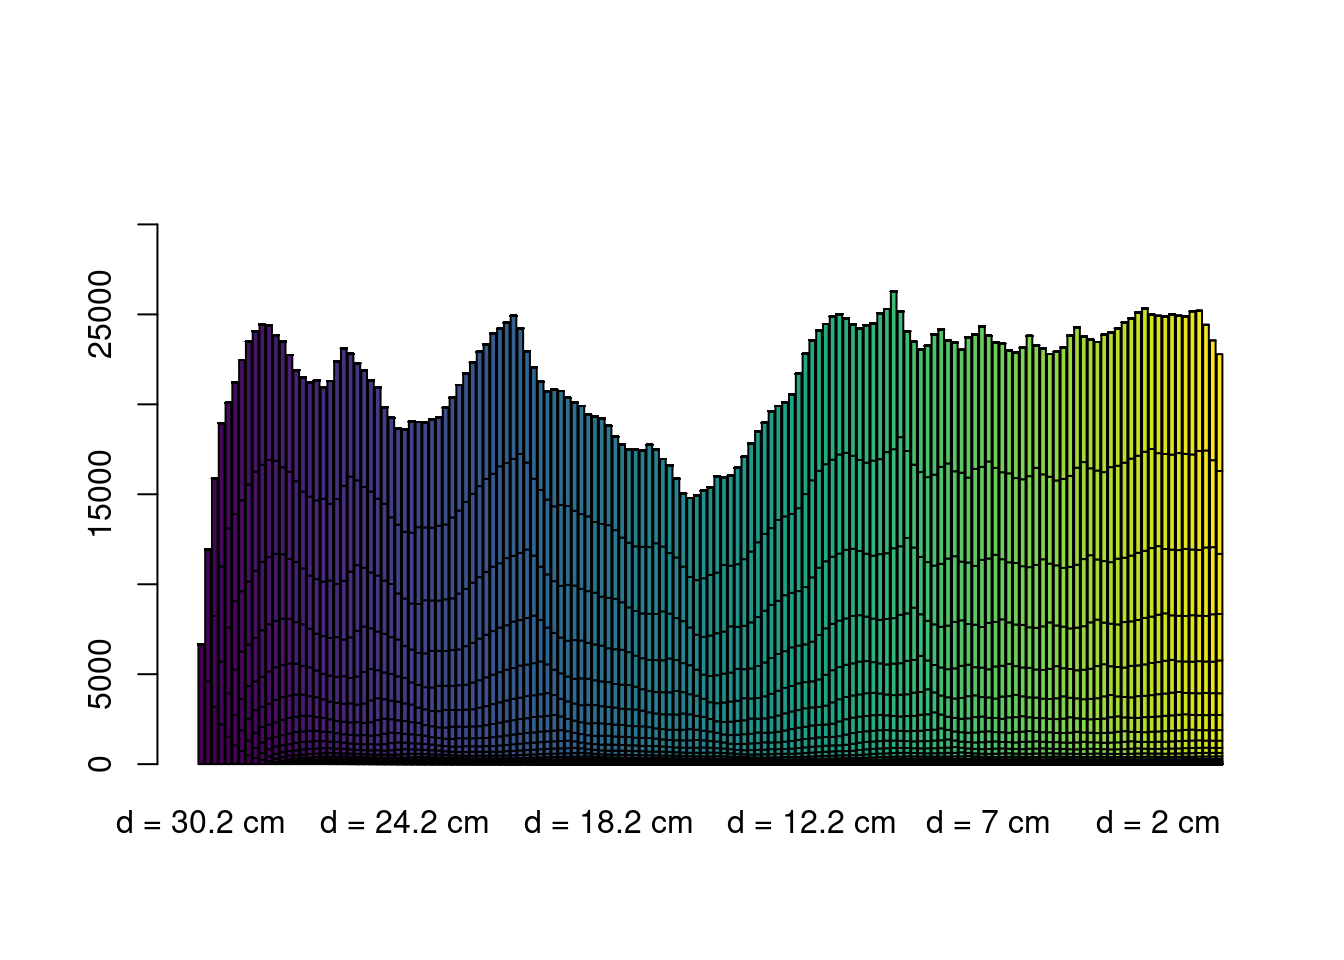 25000
15000
5000
0
d = 30.2 cm d = 24.2 cm d = 18.2 cm d = 12.2 cm d = 7 cm d = 2 cm